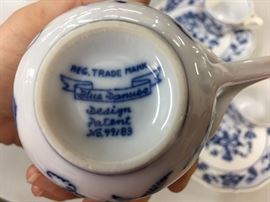 REG. TRADE MARK
Blue Danube
Design
Patent
NO. 99/83